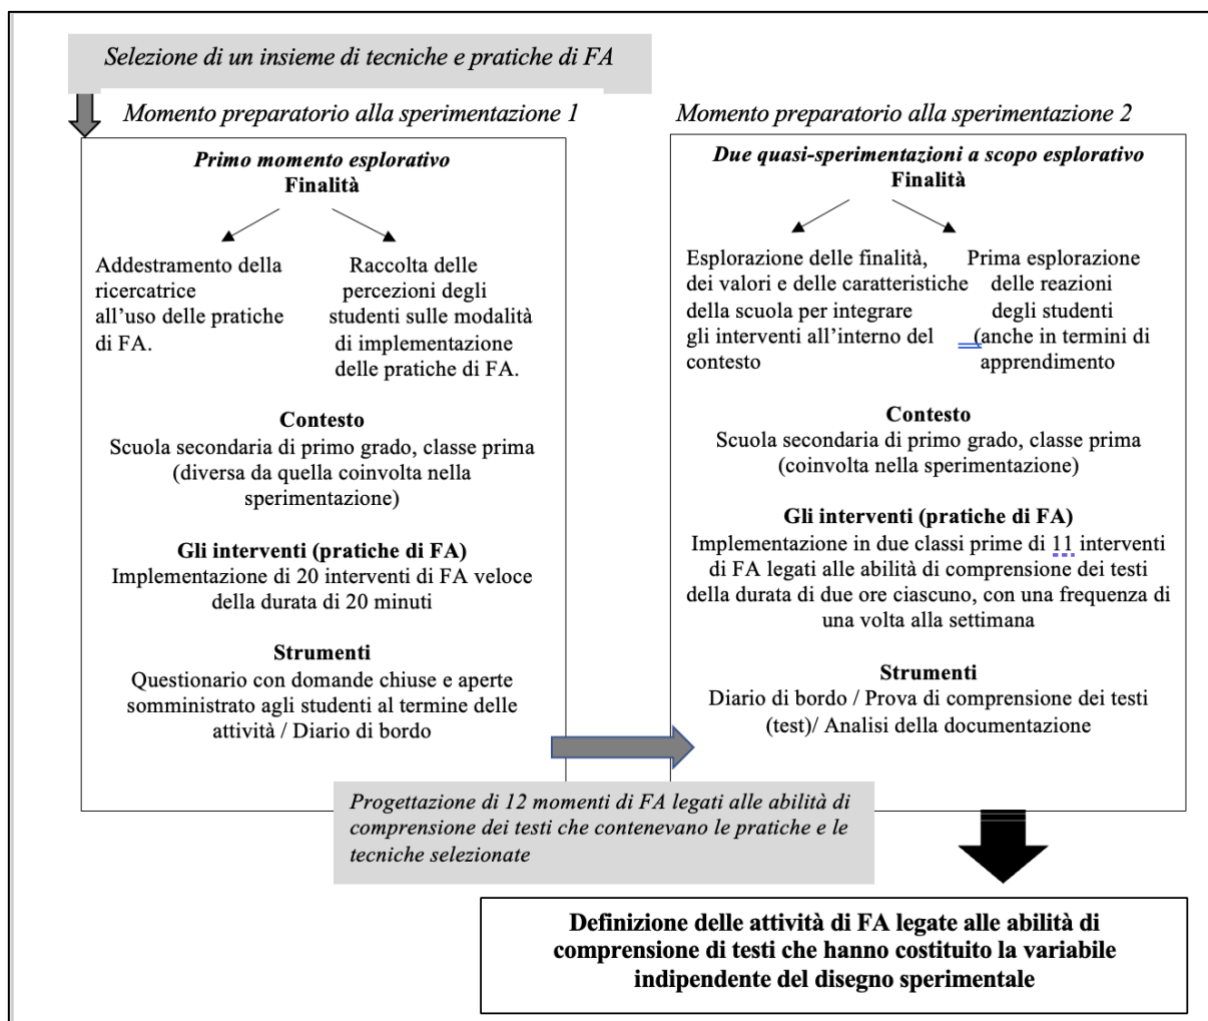 Selezione di un insieme di tecniche e pratiche di FA
Momento preparatorio alla sperimentazione 1
Primo momento esplorativo
Finalità
Addestramento della
ricercatrice
all'uso delle pratiche
di FA.
Raccolta delle
percezioni degli
studenti sulle modalità
di implementazione
delle pratiche di FA.
Contesto
Scuola secondaria di primo grado, classe prima
(diversa da quella coinvolta nella
sperimentazione)
Gli interventi (pratiche di FA)
Implementazione di 20 interventi di FA veloce
della durata di 20 minuti
Strumenti
Questionario con domande chiuse e aperte
somministrato agli studenti al termine delle
attività / Diario di bordo
Momento preparatorio alla sperimentazione 2
Due quasi-sperimentazioni a scopo esplorativo
Finalità
Esplorazione delle finalità,
dei valori e delle caratteristiche
della scuola per integrare
gli interventi all'interno del
contesto
Prima esplorazione
delle reazioni
degli studenti
(anche in termini di
apprendimento
Contesto
Scuola secondaria di primo grado, classe prima
(coinvolta nella sperimentazione)
Gli interventi (pratiche di FA)
Implementazione in due classi prime di 11 interventi
di FA legati alle abilità di comprensione dei testi
della durata di due ore ciascuno, con una frequenza di
una volta alla settimana
Strumenti
Diario di bordo / Prova di comprensione dei testi
(test)/ Analisi della documentazione
Progettazione di 12 momenti di FA legati alle abilità di
comprensione dei testi che contenevano le pratiche e le
tecniche selezionate
Definizione delle attività di FA legate alle abilità di
comprensione di testi che hanno costituito la variabile
indipendente del disegno sperimentale